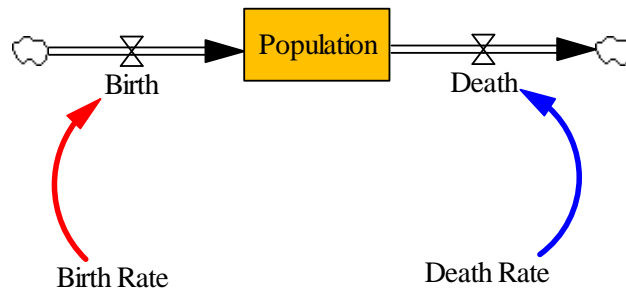 Population
Birth
Death
Birth Rate
Death Rate